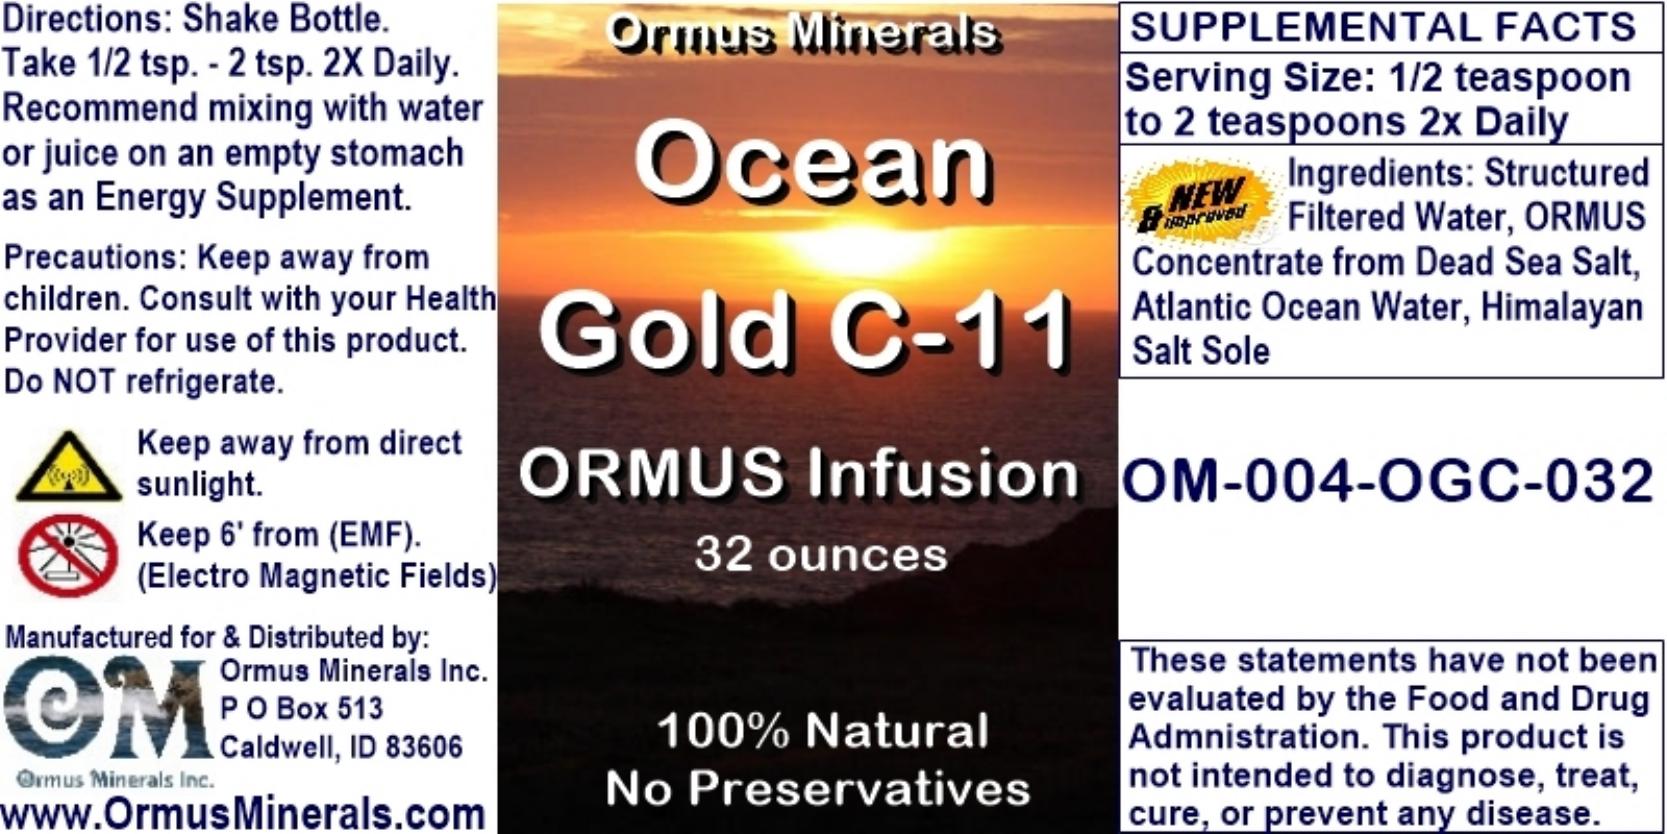 Directions: Shake Bottle.
Take 1/2 tsp. - 2 tsp. 2X Daily.
Recommend mixing with water
or juice on an empty stomach
as an Energy Supplement.
Precautions: Keep away from
children. Consult with your Health
Provider for use of this product.
Do NOT refrigerate.
Keep away from direct
sunlight.
Keep 6' from (EMF).
(Electro Magnetic Fields)
Manufactured for & Distributed by:
OM
Ormus Minerals Inc.
Ormus Minerals Inc.
P O Box 513
Caldwell, ID 83606
www.OrmusMinerals.com
Ormus Minerals
Ocean
Gold C-11
ORMUS Infusion
32 ounces
100% Natural
No Preservatives
SUPPLEMENTAL FACTS
Serving Size: 1/2 teaspoon
to 2 teaspoons 2x Daily
NEW
& improved
Ingredients: Structured
Filtered Water, ORMUS
Concentrate from Dead Sea Salt,
Atlantic Ocean Water, Himalayan
Salt Sole
OM-004-OGC-032
These statements have not been
evaluated by the Food and Drug
Admnistration. This product is
not intended to diagnose, treat,
cure, or prevent any disease.